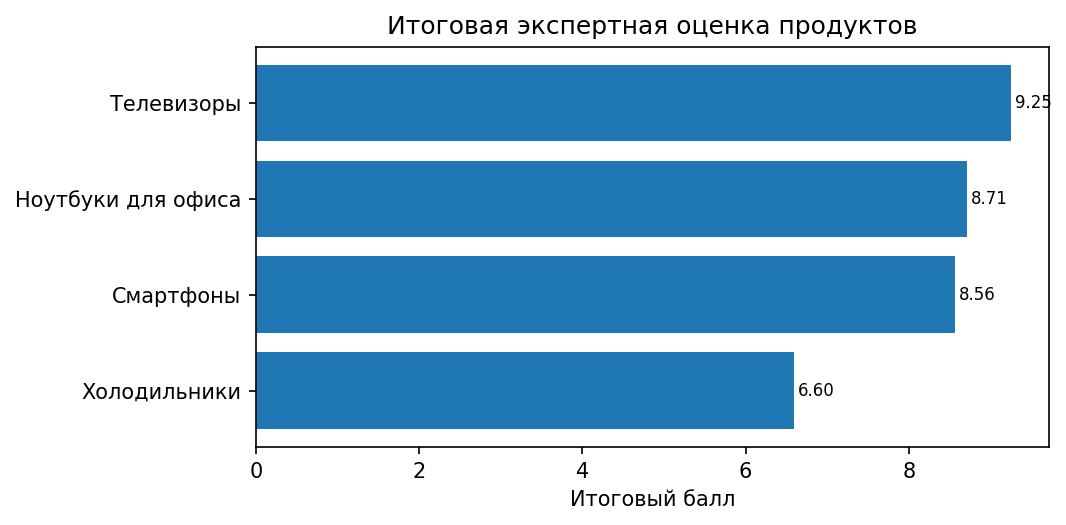 Итоговая экспертная оценка продуктов
Телевизоры 9.25
Ноутбуки для офиса 8.71
Смартфоны 8.56
Холодильники 6.60
0 2 4 6 8
Итоговый балл